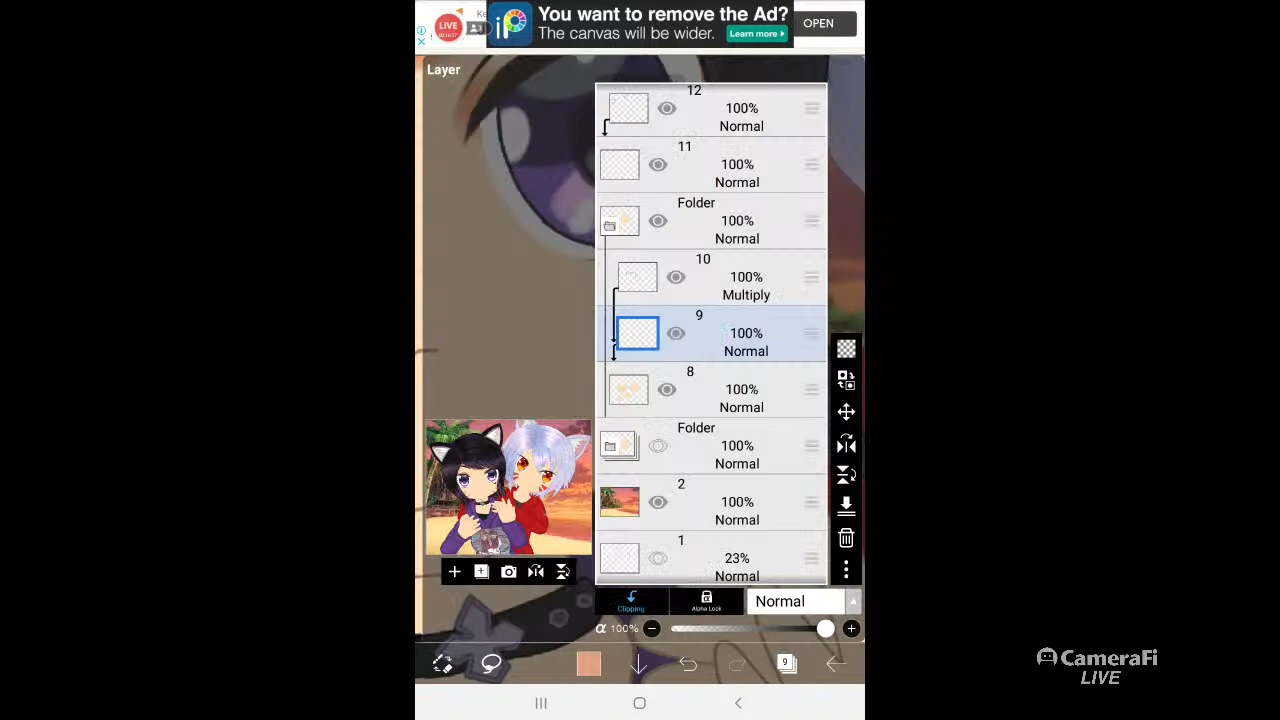 You want to remove the Ad?
The canvas will be wider.
Learn more
OPEN
LIVE
Ke
Layer
12
100%
Normal
11
100%
Normal
Folder
100%
Normal
10
100%
Multiply
9
100%
Normal
8
100%
Normal
Folder
100%
Normal
2
100%
Normal
1
23%
Normal
Clipping
Alpha Lock
Normal
α 100%
9
CameraFi
LIVE